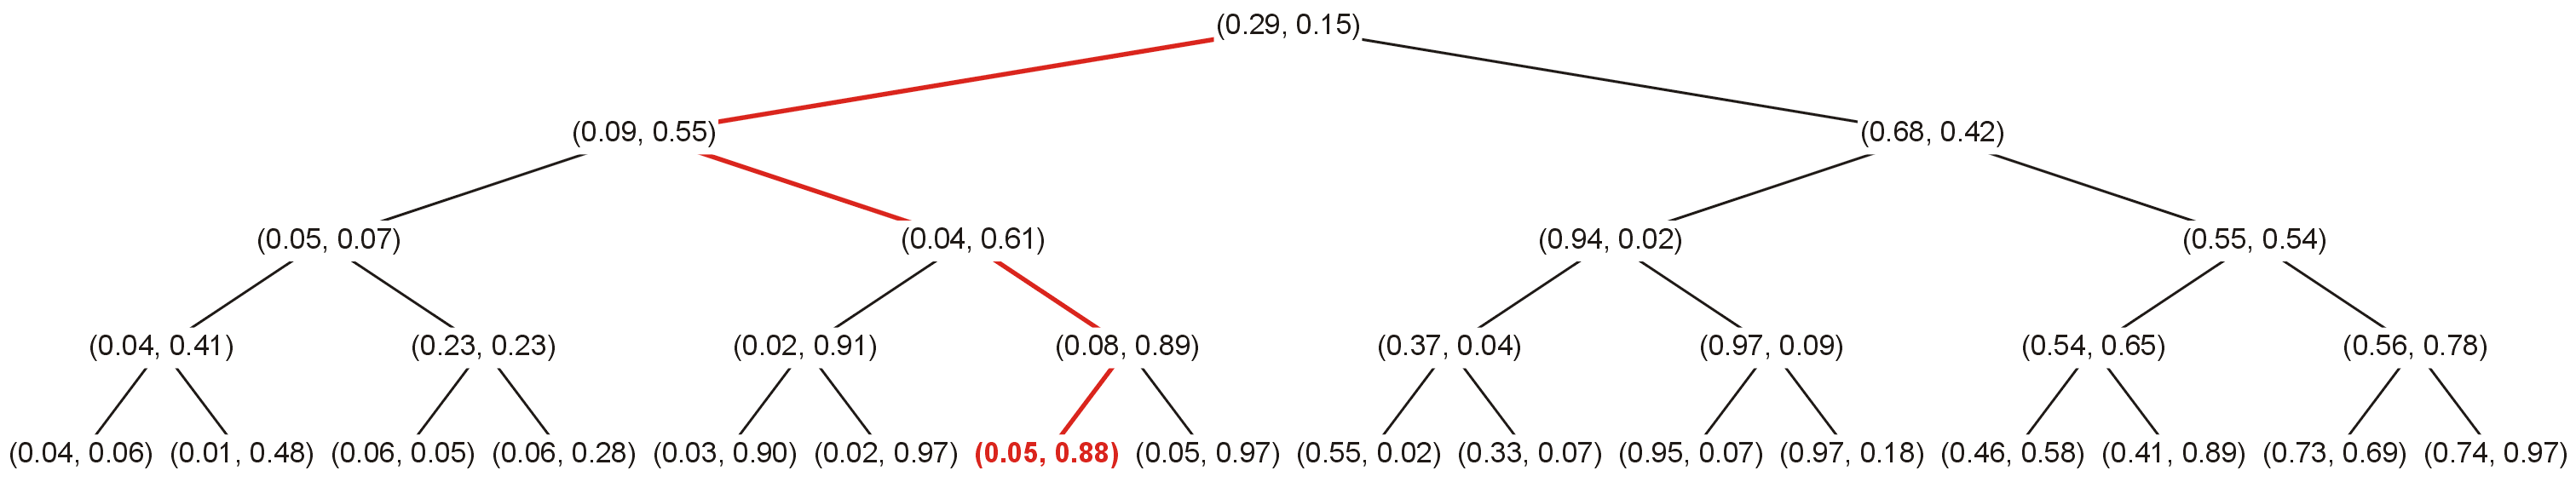 (0.29, 0.15)
(0.09, 0.55) (0.68, 0.42)
(0.05, 0.07) (0.04, 0.61) (0.94, 0.02) (0.55, 0.54)
(0.04, 0.41) (0.23, 0.23) (0.02, 0.91) (0.08, 0.89) (0.37, 0.04) (0.97, 0.09) (0.54, 0.65) (0.56, 0.78)
(0.04, 0.06) (0.01, 0.48) (0.06, 0.05) (0.06, 0.28) (0.03, 0.90) (0.02, 0.97) (0.05, 0.88) (0.05, 0.97) (0.55, 0.02) (0.33, 0.07) (0.95, 0.07) (0.97, 0.18) (0.46, 0.58) (0.41, 0.89) (0.73, 0.69) (0.74, 0.97)